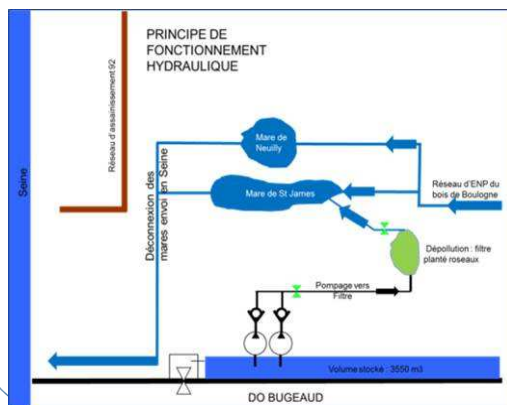 PRINCIPE DE
FONCTIONNEMENT
HYDRAULIQUE
Seine
Réseau d'assainissement 92
Déconnexion des
mares envoi en Seine
Mare de
Neuilly
Mare de St James
Réseau d'ENP du
bois de Boulogne
Dépollution : filtre
planté roseaux
Pompage vers
Filtre
Volume stocké : 3550 m3
DO BUGEAUD